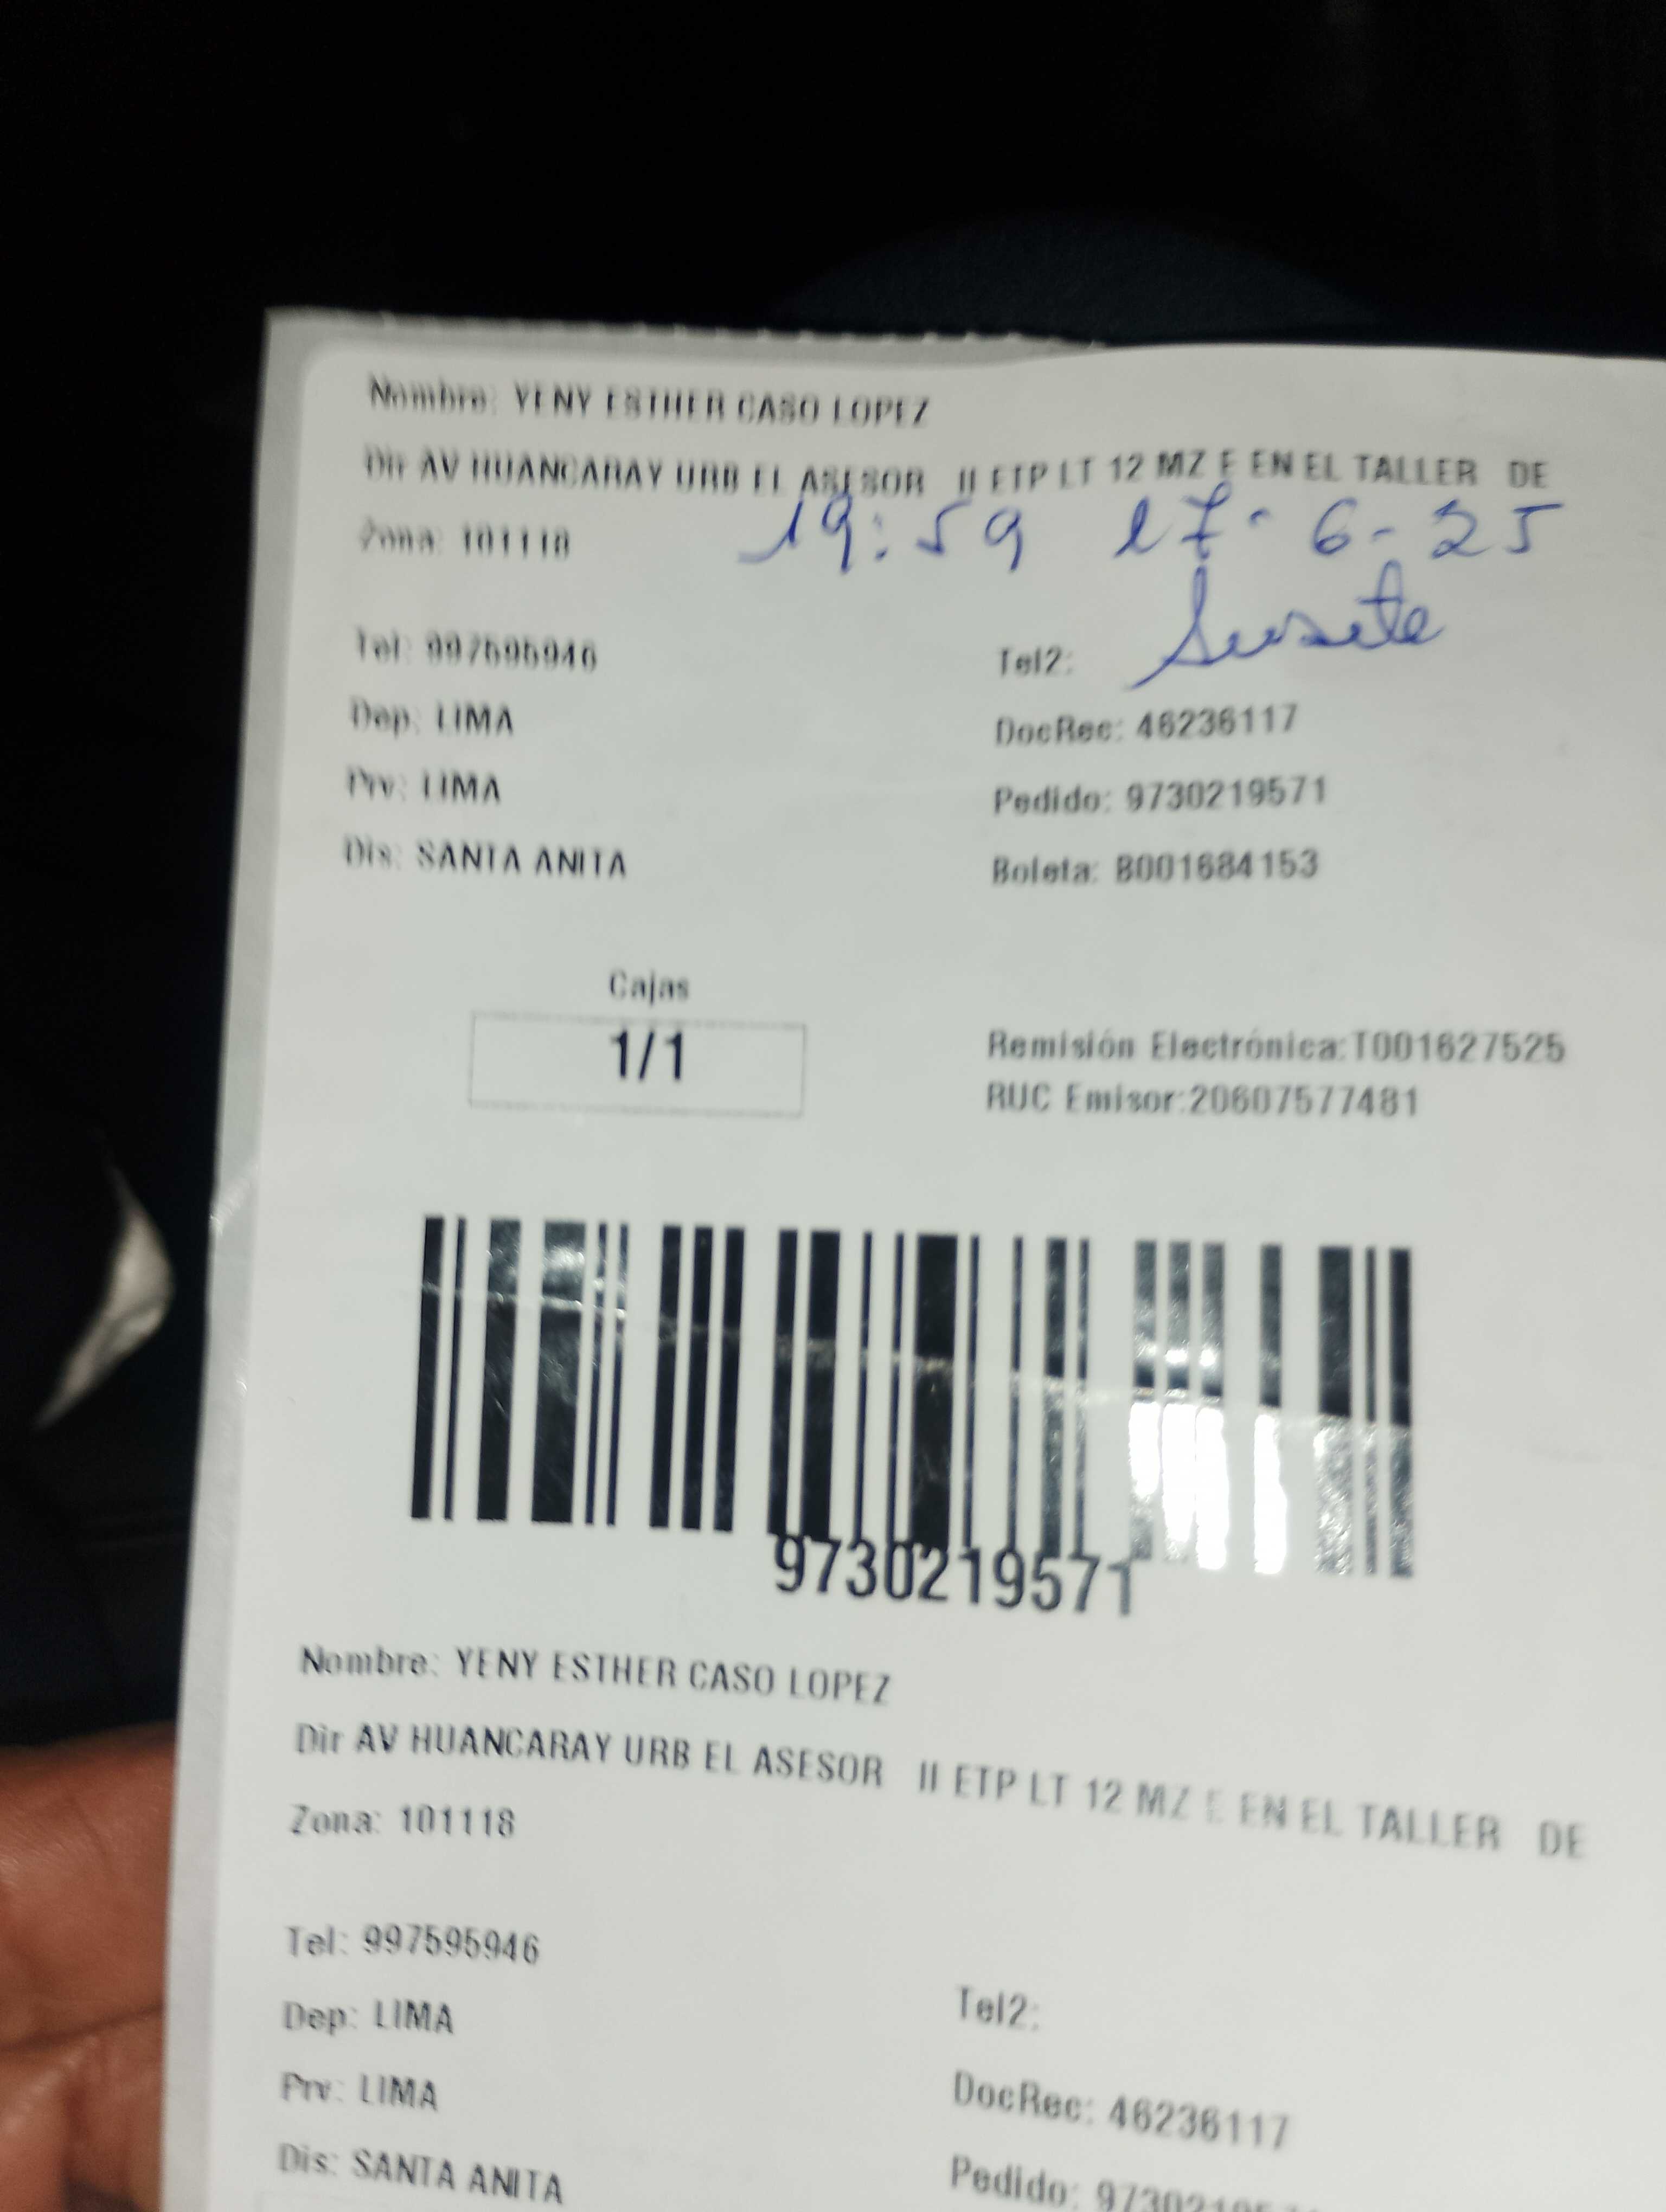 Nombre: YENY ESTHER CASO LOPEZ
Dir AV HUANCARAY URB EL ASESOR II ETP LT 12 MZ E EN EL TALLER DE
19:59 17-6-25
Zona: 101118
Susete
Tel: 997595946 Tel2:
Dep: LIMA DocRec: 46236117
Prv: LIMA Pedido: 9730219571
Dis: SANTA ANITA Boleta: B001684153
Cajas
1/1
Remisión Electrónica:T001627525
RUC Emisor:20607577481
9730219571
Nombre: YENY ESTHER CASO LOPEZ
Dir AV HUANCARAY URB EL ASESOR II ETP LT 12 MZ E EN EL TALLER DE
Zona: 101118
Tel: 997595946 Tel2:
Dep: LIMA
Prv: LIMA DocRec: 46236117
Dis: SANTA ANITA Pedido: